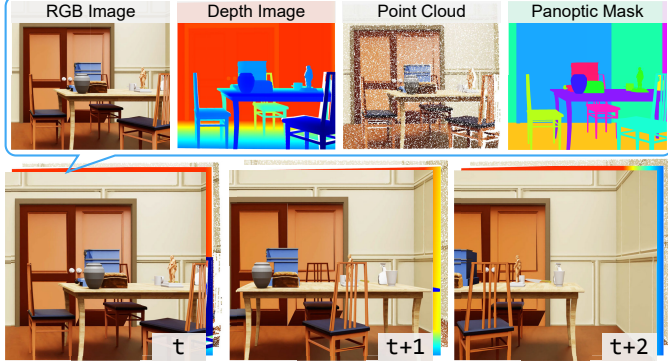 RGB Image
Depth Image
Point Cloud
Panoptic Mask
t
t+1
t+2